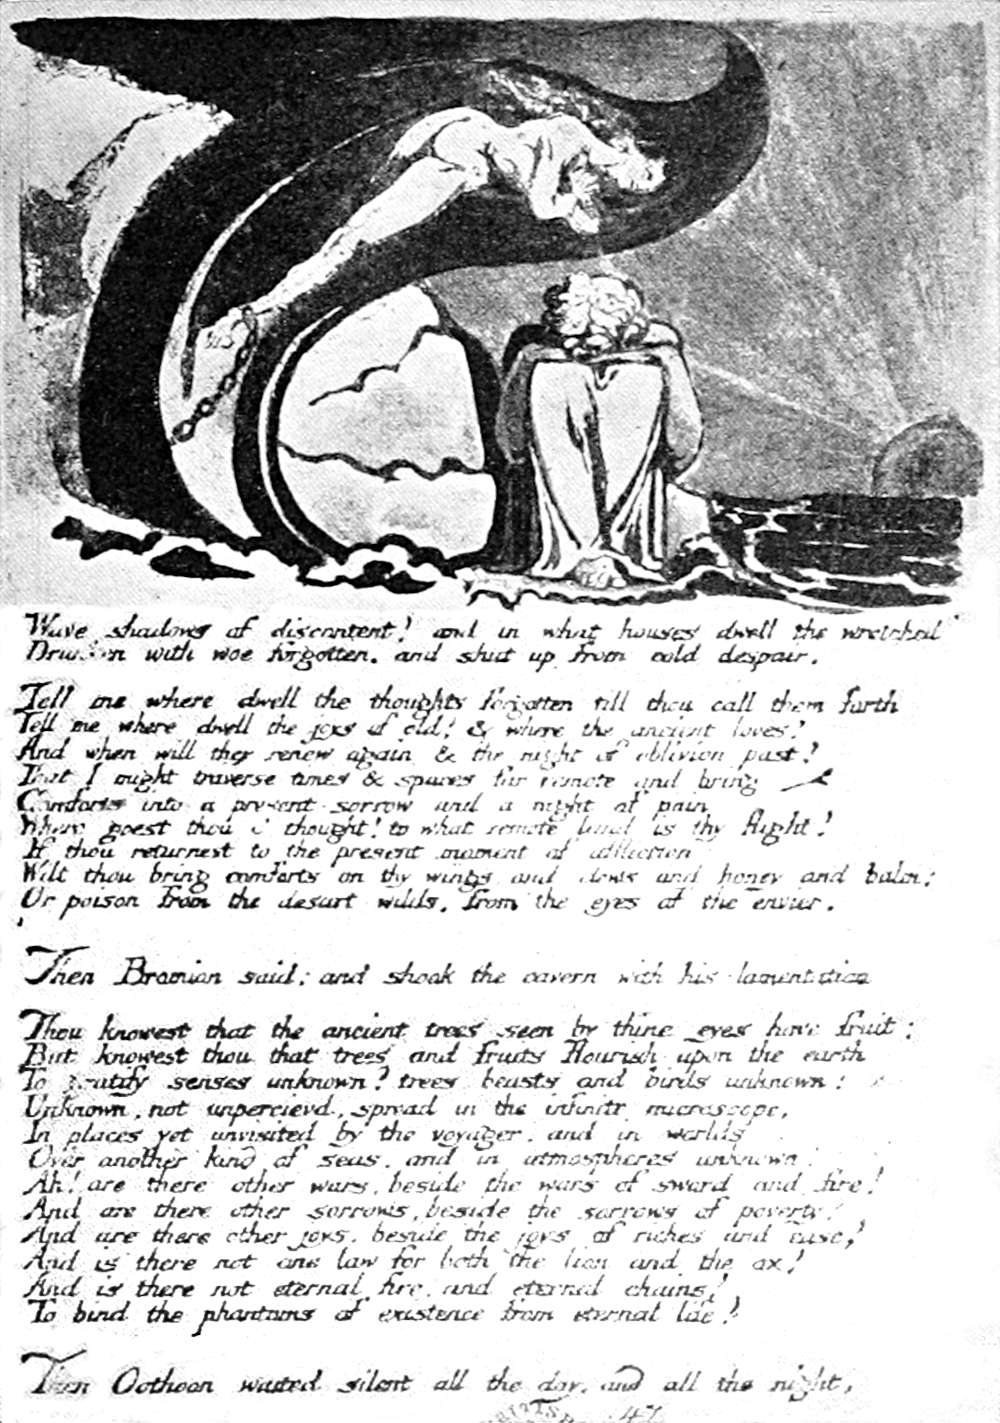 Wave shadows of discontent! and in what houses dwell the wretched
Drunken with woe forgotten, and shut up from cold despair.
Tell me where dwell the thoughts forgotten till thou call them forth
Tell me where dwell the joys of old! & where the ancient loves?
And when will they renew again & the night of oblivion past?
That I might traverse times & spaces far remote and bring
Comforts into a present sorrow and a night of pain
Where goest thou O thought! to what remote land is thy flight?
If thou returnest to the present moment of affliction
Wilt thou bring comforts on thy wings and dews and honey and balm;
Or poison from the desart wilds, from the eyes of the envier.
Then Bromion said: and shook the cavern with his lamentation
Thou knowest that the ancient trees seen by thine eyes have fruit;
But knowest thou that trees and fruits flourish upon the earth
To gratify senses unknown? trees beasts and birds unknown:
Unknown, not unpercievd, spread in the infinite microscope,
In places yet unvisited by the voyager. and in worlds
Over another kind of seas, and in atmospheres unknown
Ah! are there other wars, beside the wars of sword and fire!
And are there other sorrows, beside the sorrows of poverty!
And are there other joys, beside the joys of riches and ease?
And is there not one law for both the lion and the ox?
And is there not eternal fire, and eternal chains?
To bind the phantoms of existence from eternal life?
Then Oothoon waited silent all the day, and all the night,